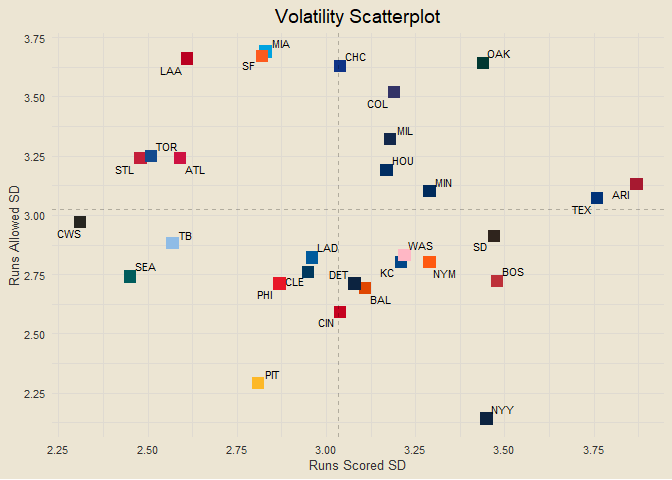 Volatility Scatterplot
3.75
MIA
OAK
CHC
SF
LAA
3.50
COL
MIL
3.25
TOR
HOU
STL
ATL
MIN
ARI
3.00
TEX
CWS
TB
LAD
WAS
SD
SEA
DET
KC
NYM
BOS
2.75
CLE
PHI
BAL
CIN
2.50
PIT
2.25
NYY
Runs Allowed SD
2.25 2.50 2.75 3.00 3.25 3.50 3.75
Runs Scored SD